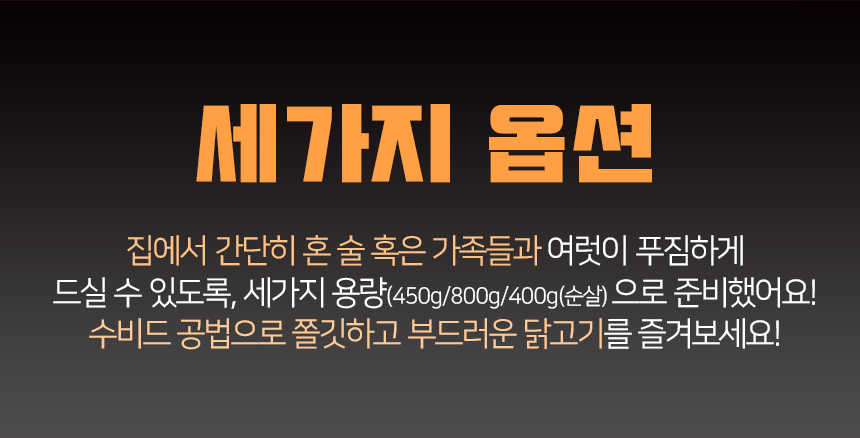 세가지 옵션
집에서 간단히 혼 술 혹은 가족들과 여럿이 푸짐하게
드실 수 있도록, 세가지 용량(450g/800g/400g(순살) 으로 준비했어요!
수비드 공법으로 쫄깃하고 부드러운 닭고기를 즐겨보세요!